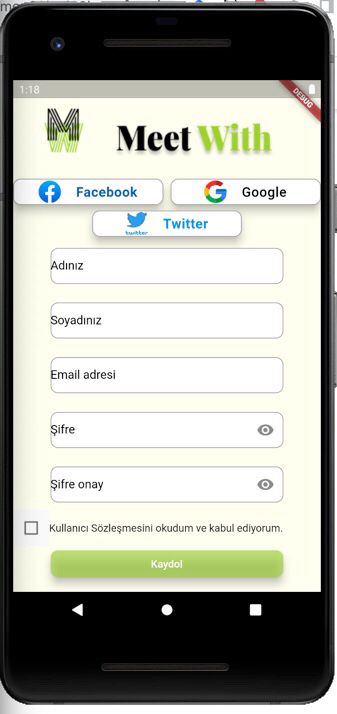 1:18
DEBUG
MW
Meet With
Facebook
Google
twitter
Twitter
Adınız
Soyadınız
Email adresi
Şifre
Şifre onay
Kullanıcı Sözleşmesini okudum ve kabul ediyorum.
Kaydol